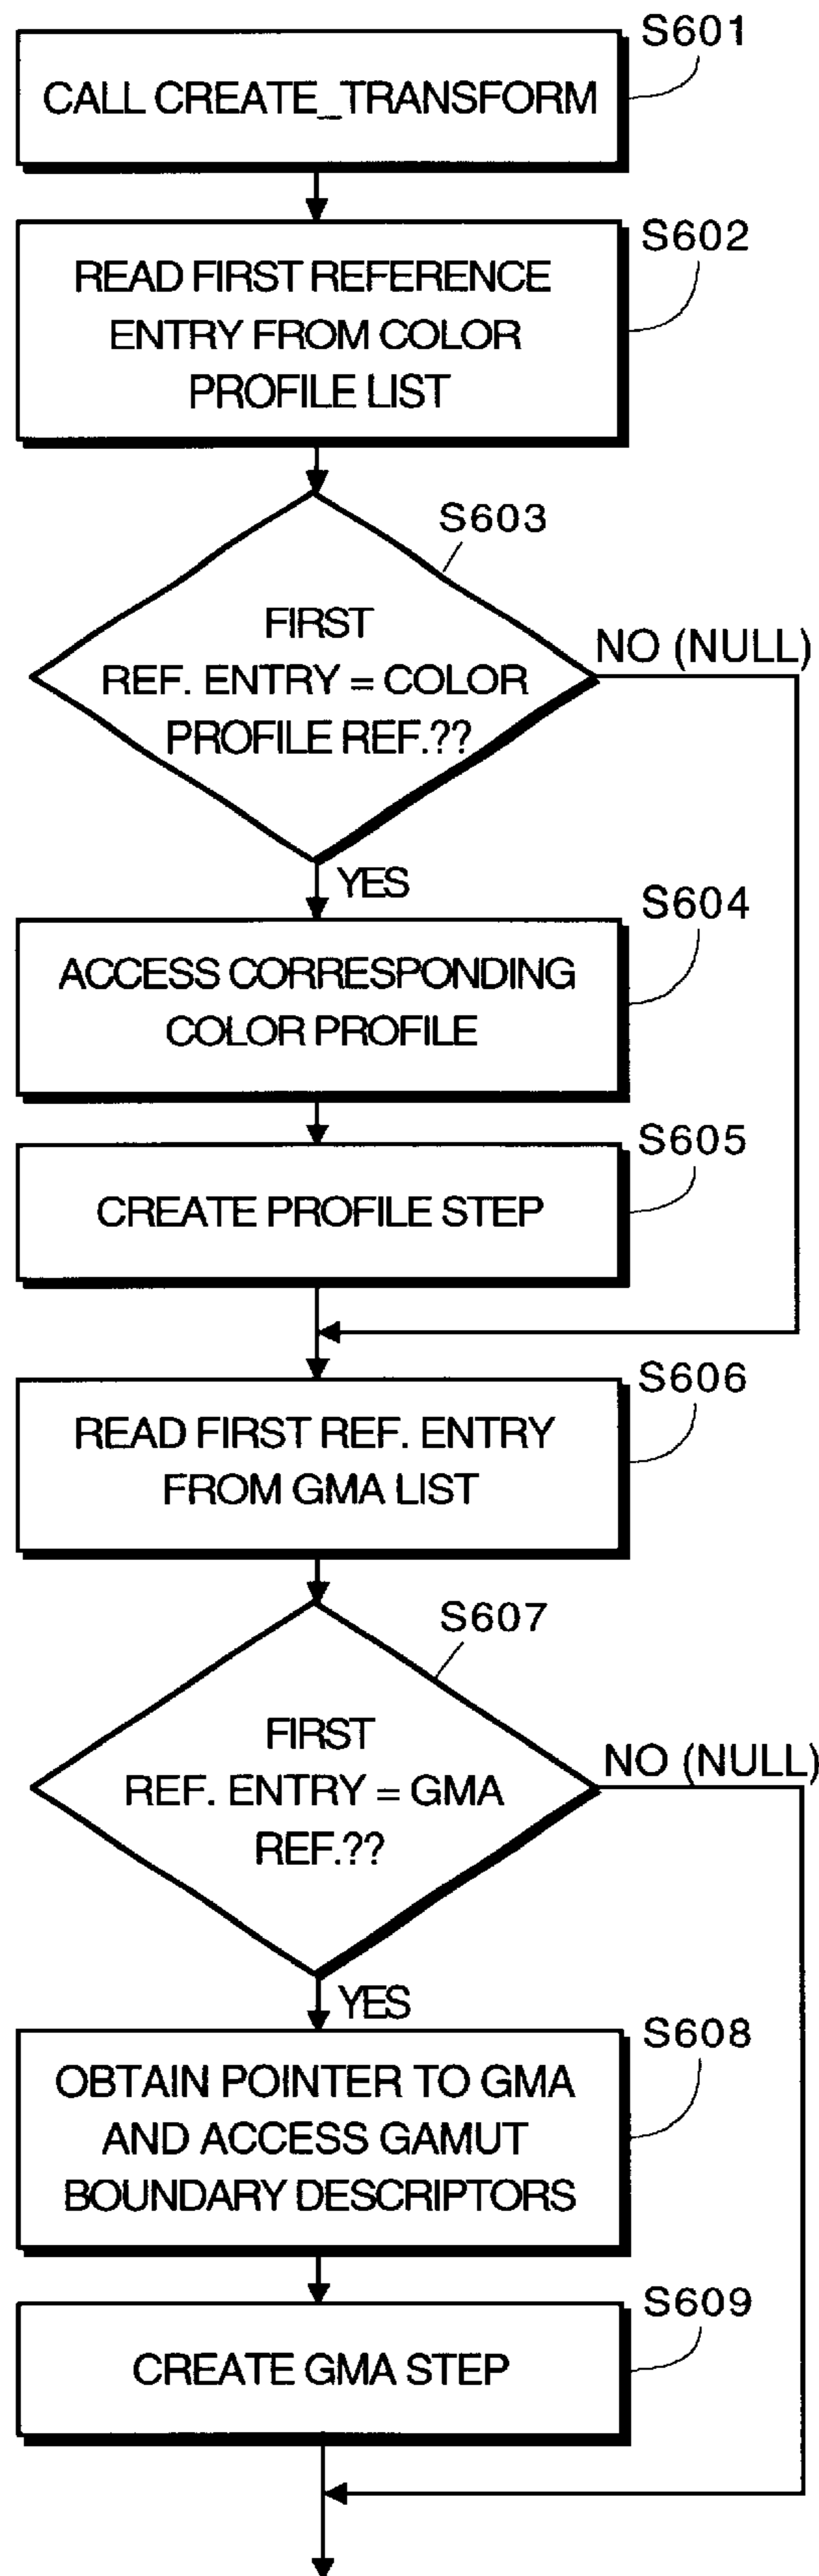 S601
CALL CREATE_TRANSFORM
S602
READ FIRST REFERENCE
ENTRY FROM COLOR
PROFILE LIST
S603
FIRST
REF. ENTRY = COLOR
PROFILE REF.??
NO (NULL)
YES
S604
ACCESS CORRESPONDING
COLOR PROFILE
S605
CREATE PROFILE STEP
S606
READ FIRST REF. ENTRY
FROM GMA LIST
S607
FIRST
REF. ENTRY = GMA
REF.??
NO (NULL)
YES
S608
OBTAIN POINTER TO GMA
AND ACCESS GAMUT
BOUNDARY DESCRIPTORS
S609
CREATE GMA STEP